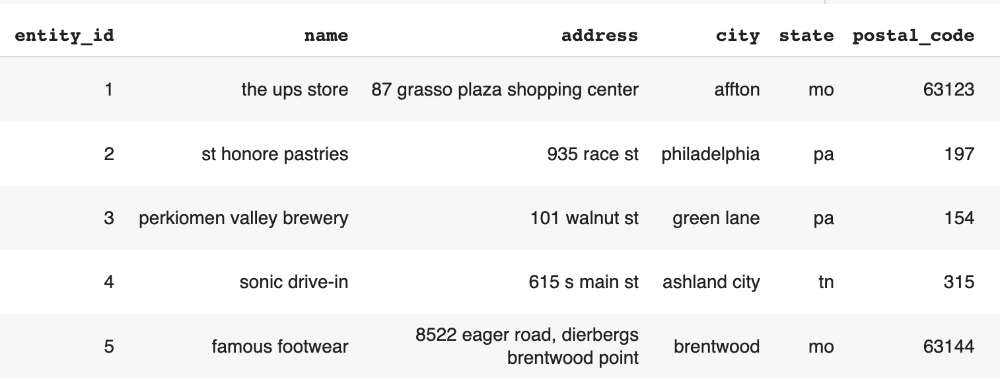 entity_id name address city state postal_code
1 the ups store 87 grasso plaza shopping center affton mo 63123
2 st honore pastries 935 race st philadelphia pa 197
3 perkiomen valley brewery 101 walnut st green lane pa 154
4 sonic drive-in 615 s main st ashland city tn 315
5 famous footwear 8522 eager road, dierbergs brentwood mo 63144
brentwood point